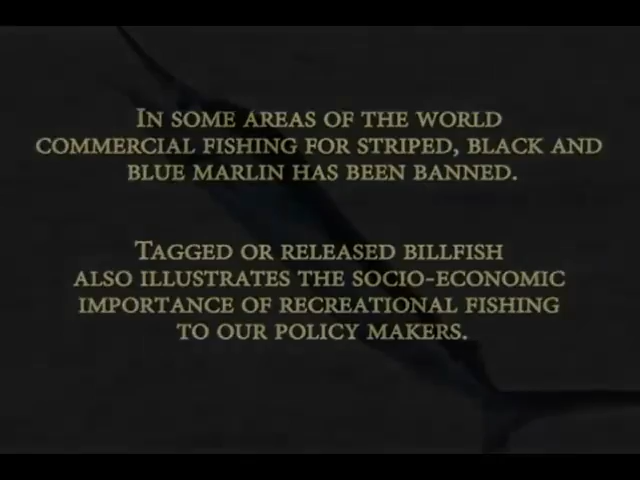 In some areas of the world
commercial fishing for striped, black and
blue marlin has been banned.
Tagged or released billfish
also illustrates the socio-economic
importance of recreational fishing
to our policy makers.